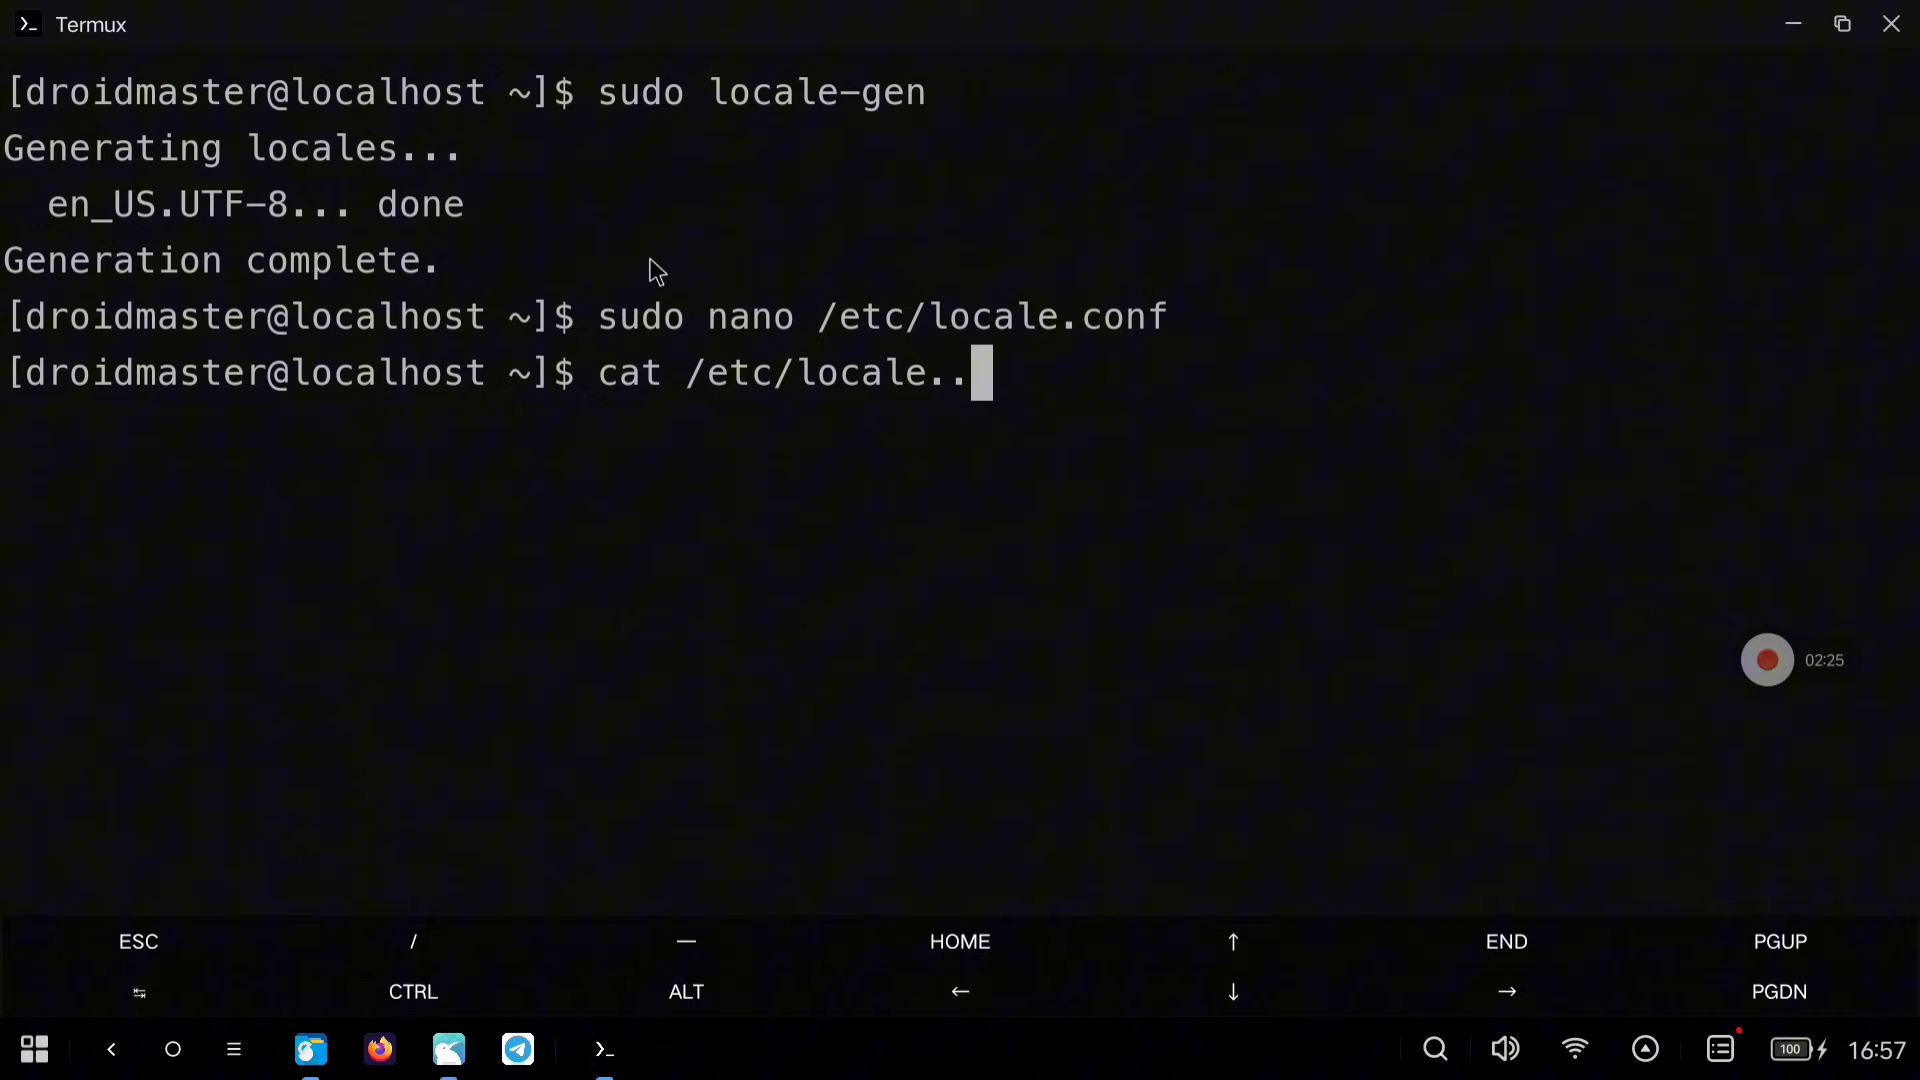 Termux
[droidmaster@localhost ~]$ sudo locale-gen
Generating locales...
  en_US.UTF-8... done
Generation complete.
[droidmaster@localhost ~]$ sudo nano /etc/locale.conf
[droidmaster@localhost ~]$ cat /etc/locale..
02:25
ESC / — HOME ↑ END PGUP
↹ CTRL ALT ← ↓ → PGDN
100 16:57